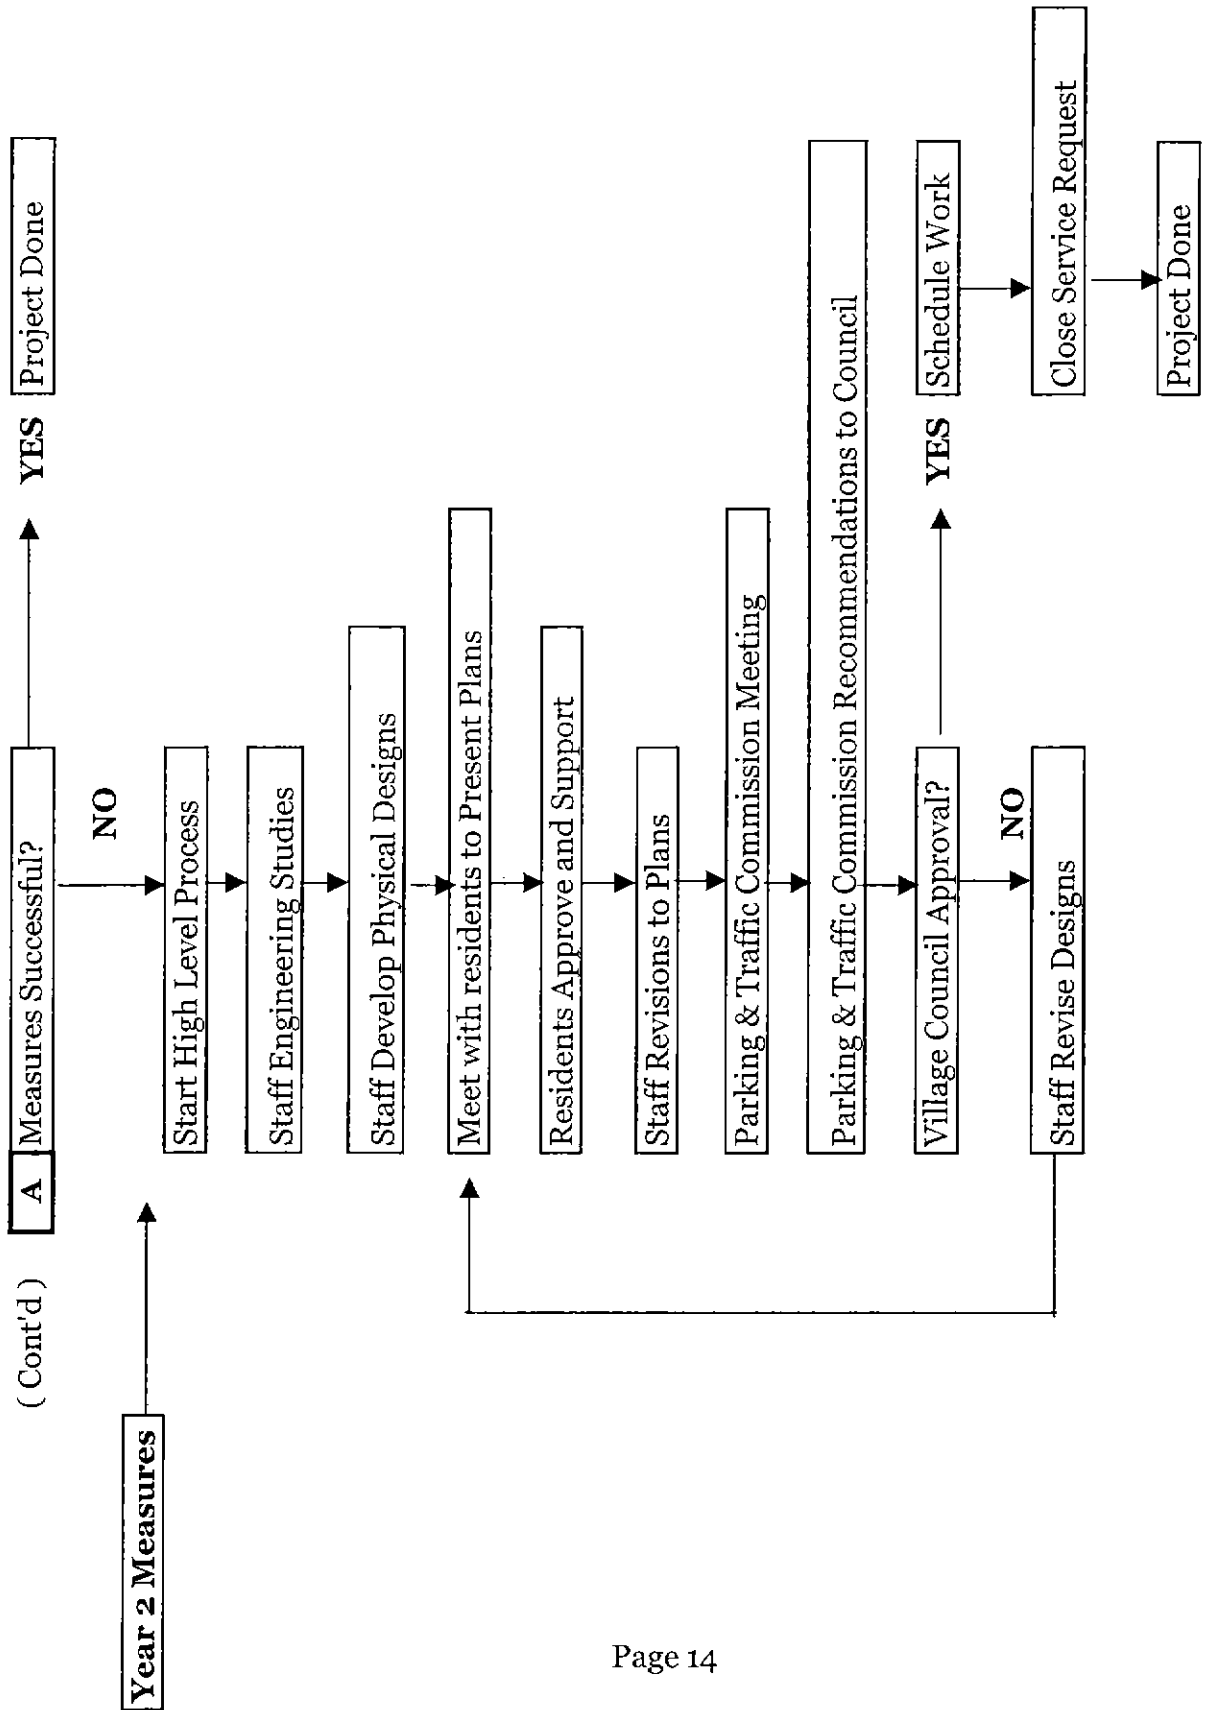 ( Cont'd )
A
Measures Successful?
YES
Project Done
NO
Year 2 Measures
Start High Level Process
Staff Engineering Studies
Staff Develop Physical Designs
Meet with residents to Present Plans
Residents Approve and Support
Staff Revisions to Plans
Parking & Traffic Commission Meeting
Parking & Traffic Commission Recommendations to Council
Village Council Approval?
YES
Schedule Work
NO
Staff Revise Designs
Close Service Request
Project Done
Page 14